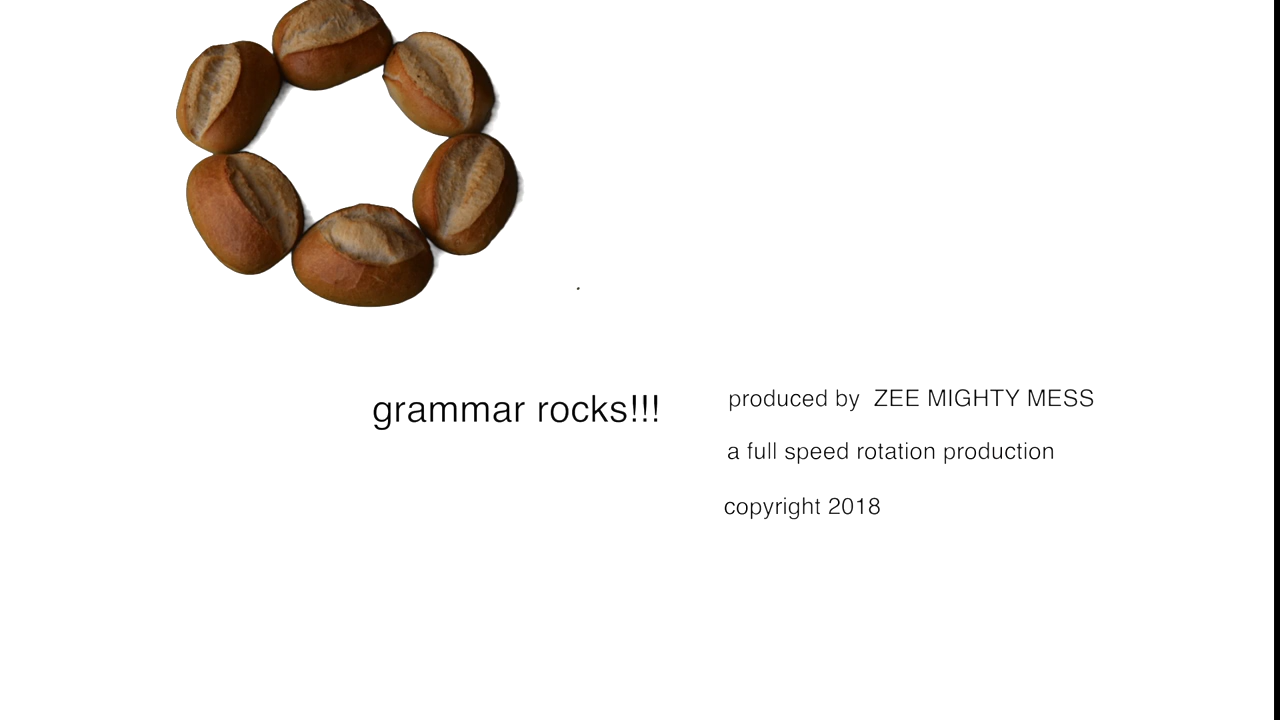 grammar rocks!!!
produced by  ZEE MIGHTY MESS
a full speed rotation production
copyright 2018